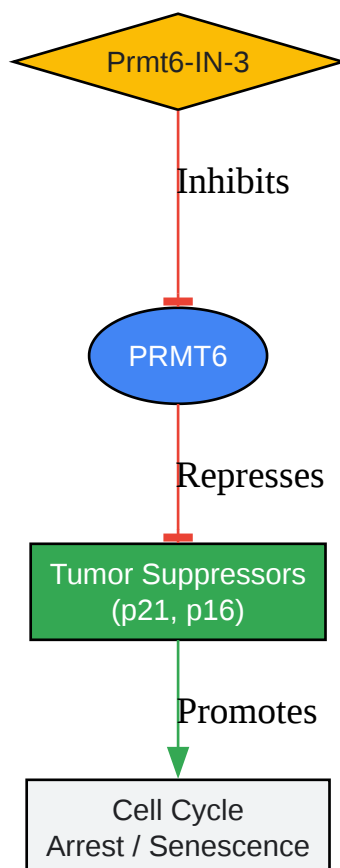 Prmt6-IN-3
Inhibits
PRMT6
Represses
Tumor Suppressors
(p21, p16)
Promotes
Cell Cycle
Arrest / Senescence